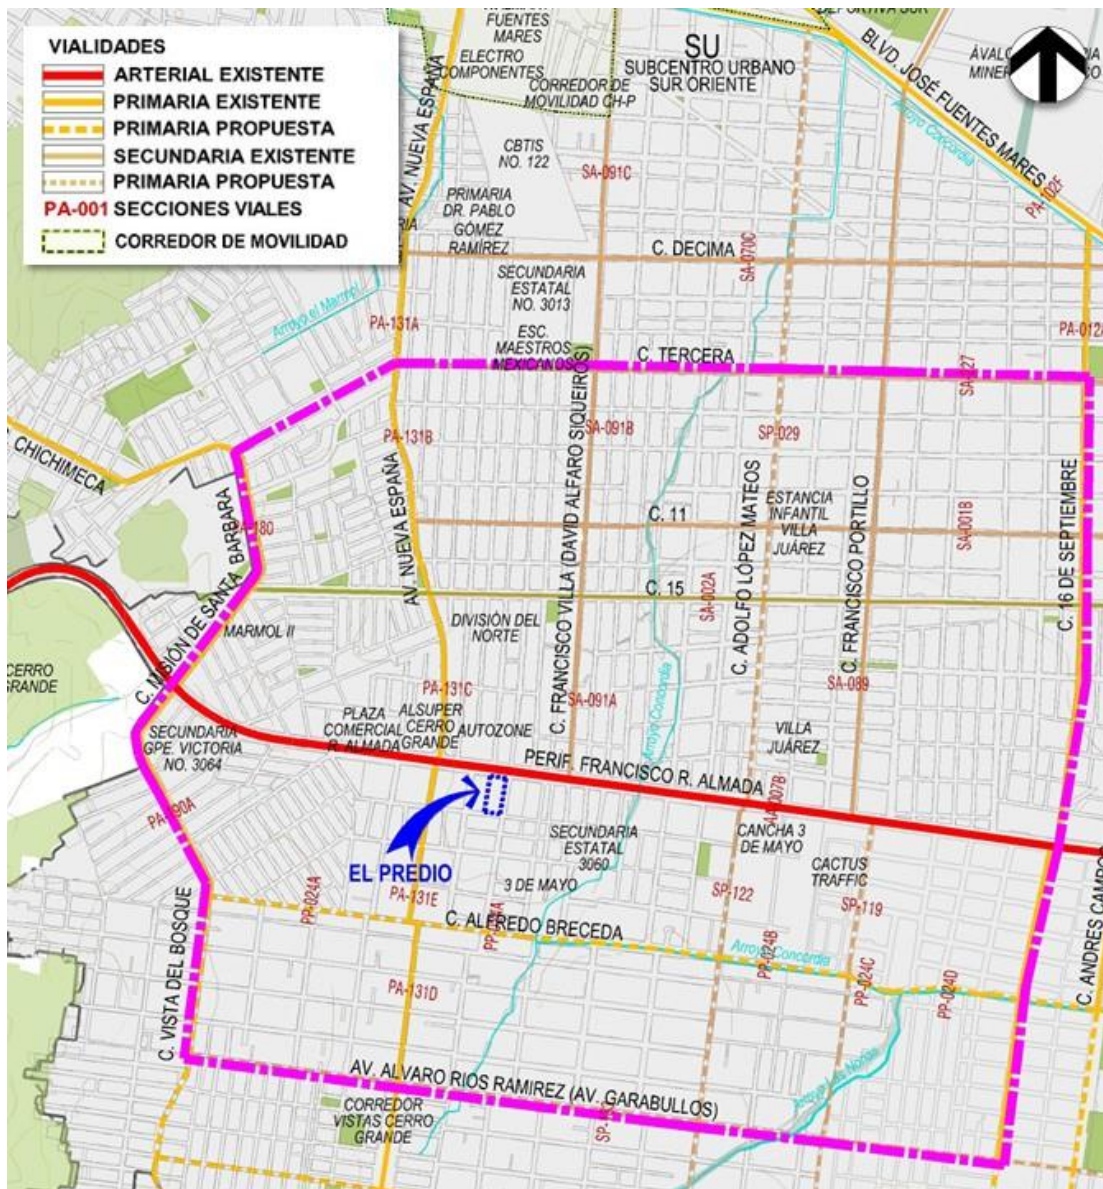 VIALIDADES
ARTERIAL EXISTENTE
PRIMARIA EXISTENTE
PRIMARIA PROPUESTA
SECUNDARIA EXISTENTE
PRIMARIA PROPUESTA
PA-001 SECCIONES VIALES
CORREDOR DE MOVILIDAD
FUENTES
MARES
ELECTRO
COMPONENTES
CORREDOR DE
MOVILIDAD CH-P
SU
SUBCENTRO URBANO
SUR ORIENTE
DEPORTIVA SUR
BLVD. JOSÉ FUENTES MARES
Arroyo Concordia
PA-102F
AV. NUEVA ESPAÑA
CBTIS
NO. 122
SA-091C
PRIMARIA
DR. PABLO
GÓMEZ
RAMÍREZ
C. DECIMA
SA-070C
SECUNDARIA
ESTATAL
NO. 3013
PA-131A
ESC.
MAESTROS
MEXICANOS
C. TERCERA
SA-091B
PA-131B
SP-029
CHICHIMECA
AV. NUEVA ESPAÑA
C. FRANCISCO VILLA (DAVID ALFARO SIQUEIROS)
C. ADOLFO LÓPEZ MATEOS
C. FRANCISCO PORTILLO
C. 16 DE SEPTIEMBRE
ESTANCIA
INFANTIL
VILLA
JUÁREZ
C. 11
SA-001B
C. MISIÓN DE SANTA BARBARA
C. 15
SA-002A
MARMOL II
DIVISIÓN DEL
NORTE
CERRO
GRANDE
Arroyo Concordia
PA-131C
SA-091A
SA-089
SECUNDARIA
GPE. VICTORIA
NO. 3064
PLAZA
COMERCIAL
R. ALMADA
ALSUPER
CERRO
GRANDE
AUTOZONE
VILLA
JUÁREZ
PERIF. FRANCISCO R. ALMADA
EL PREDIO
SECUNDARIA
ESTATAL
3060
CANCHA 3
DE MAYO
CACTUS
TRAFFIC
3 DE MAYO
PP-024A
PA-131E
SP-122
SP-119
C. ALFREDO BRECEDA
PP-024B
Arroyo Concordia
PP-024C
PP-024D
C. VISTA DEL BOSQUE
PA-131D
C. ANDRES CAMPOR
AV. ALVARO RIOS RAMIREZ (AV. GARABULLOS)
CORREDOR
VISTAS CERRO
GRANDE